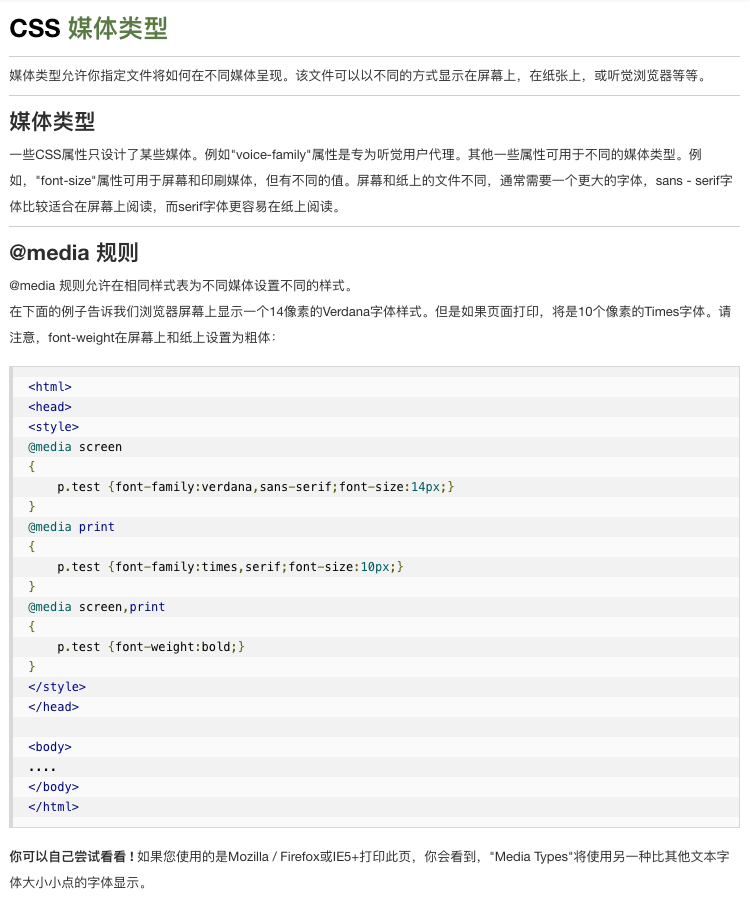 CSS 媒体类型
媒体类型允许你指定文件将如何在不同媒体呈现。该文件可以以不同的方式显示在屏幕上，在纸张上，或听觉浏览器等等。
媒体类型
一些CSS属性只设计了某些媒体。例如"voice-family"属性是专为听觉用户代理。其他一些属性可用于不同的媒体类型。例
如，"font-size"属性可用于屏幕和印刷媒体，但有不同的值。屏幕和纸上的文件不同，通常需要一个更大的字体，sans - serif字
体比较适合在屏幕上阅读，而serif字体更容易在纸上阅读。
@media 规则
@media 规则允许在相同样式表为不同媒体设置不同的样式。
在下面的例子告诉我们浏览器屏幕上显示一个14像素的Verdana字体样式。但是如果页面打印，将是10个像素的Times字体。请
注意，font-weight在屏幕上和纸上设置为粗体：
<html>
<head>
<style>
@media screen
{
    p.test {font-family:verdana,sans-serif;font-size:14px;}
}
@media print
{
    p.test {font-family:times,serif;font-size:10px;}
}
@media screen,print
{
    p.test {font-weight:bold;}
}
</style>
</head>

<body>
....
</body>
</html>
你可以自己尝试看看 ! 如果您使用的是Mozilla / Firefox或IE5+打印此页，你会看到，"Media Types"将使用另一种比其他文本字
体大小小点的字体显示。